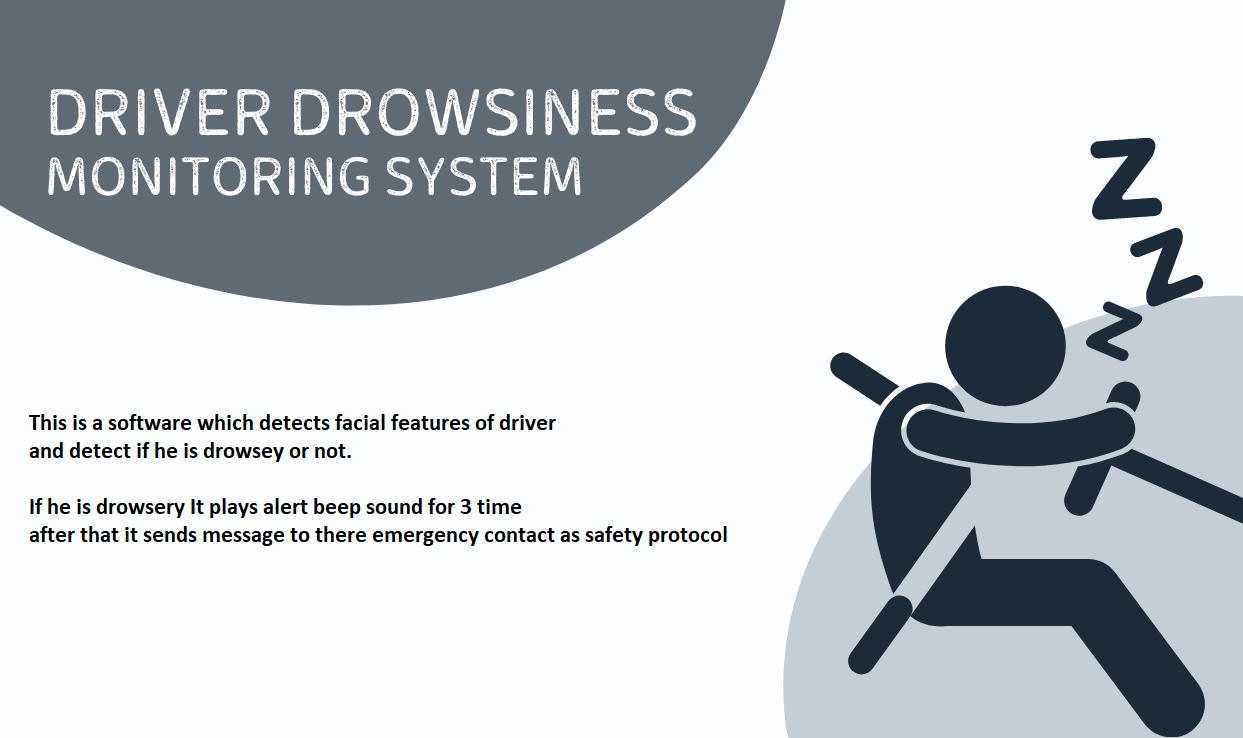 DRIVER DROWSINESS
MONITORING SYSTEM
Z
Z
Z
This is a software which detects facial features of driver
and detect if he is drowsey or not.
If he is drowsery It plays alert beep sound for 3 time
after that it sends message to there emergency contact as safety protocol